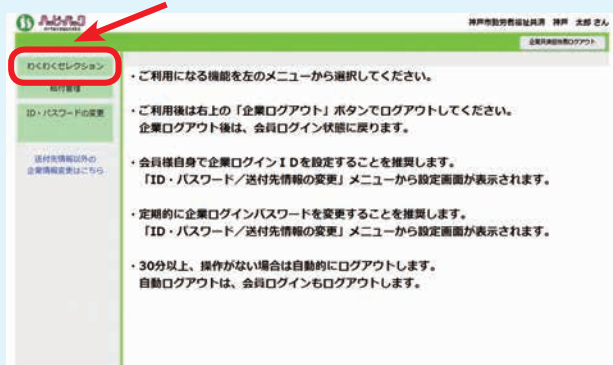 ハッピーパック
神戸市勤労者福祉共済 神戸 太郎 さん
わくわくセレクション
給付管理
ID・パスワードの変更
送付先情報以外の
企業情報変更はこちら
・ご利用になる機能を左のメニューから選択してください。
・ご利用後は右上の「企業ログアウト」ボタンでログアウトしてください。
企業ログアウト後は、会員ログイン状態に戻ります。
・会員様自身で企業ログインＩＤを設定することを推奨します。
「ID・パスワード／送付先情報の変更」メニューから設定画面が表示されます。
・定期的に企業ログインパスワードを変更することを推奨します。
「ID・パスワード／送付先情報の変更」メニューから設定画面が表示されます。
・30分以上、操作がない場合は自動的にログアウトします。
自動ログアウトは、会員ログインもログアウトします。